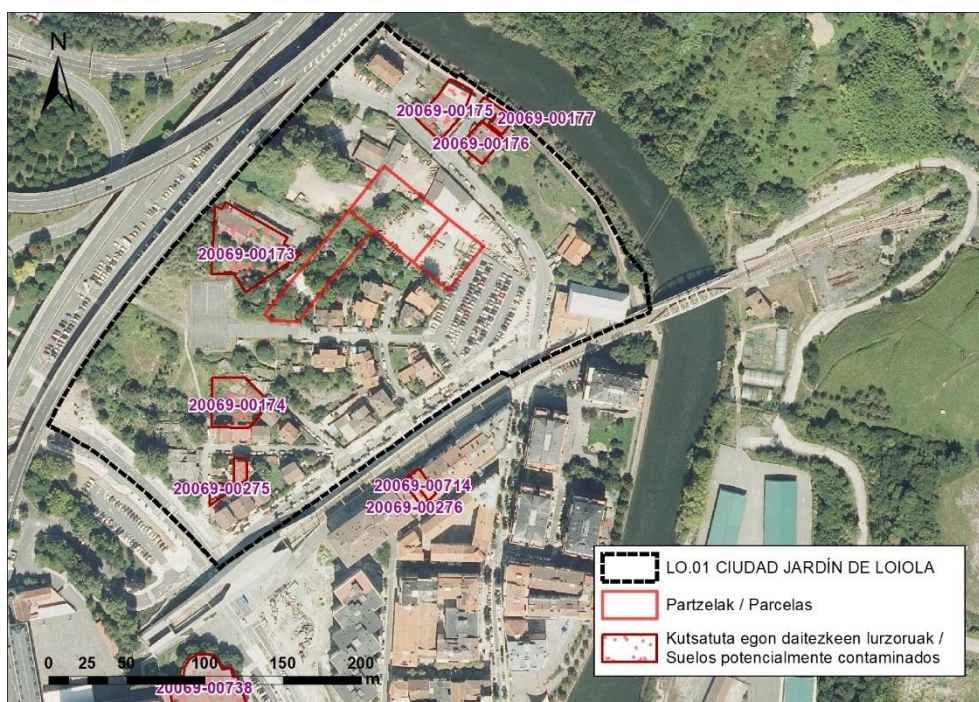 N
20069-00175
20069-00177
20069-00176
20069-00173
20069-00174
20069-00275
20069-00714
20069-00276
LO.01 CIUDAD JARDÍN DE LOIOLA
Partzelak / Parcelas
Kutsatuta egon daitezkeen lurzoruak /
Suelos potencialmente contaminados
0 25 50 100 150 200
m
20069-00738